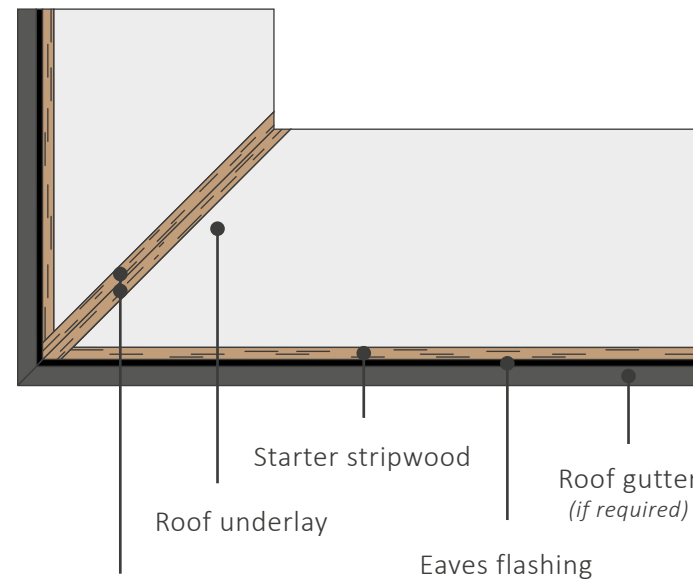 Starter stripwood
Roof gutter
(if required)
Roof underlay
Eaves flashing